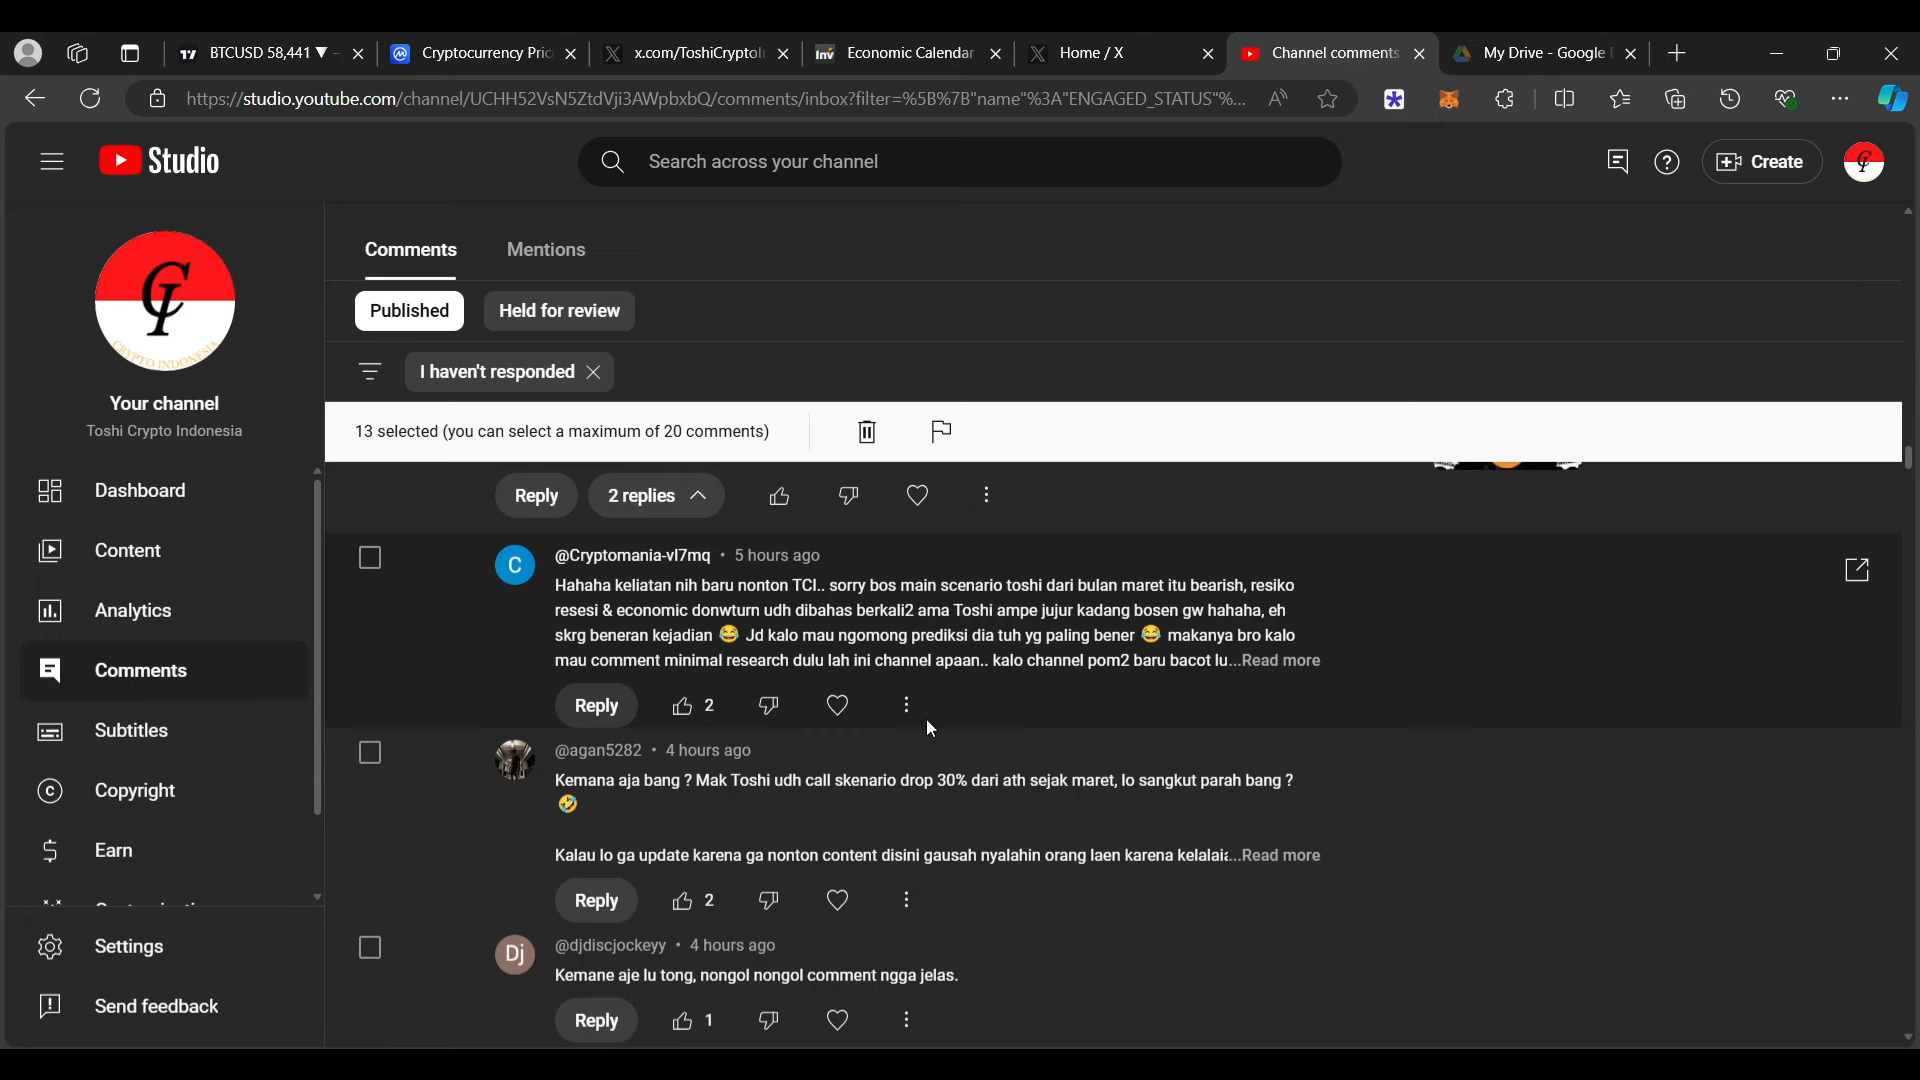 BTCUSD 58,441 ▼
Cryptocurrency Pric
x.com/ToshiCryptoI
Economic Calendar
Home / X
Channel comments
My Drive - Google
https://studio.youtube.com/channel/UCHH52VsN5ZtdVji3AWpbxbQ/comments/inbox?filter=%5B%7B"name"%3A"ENGAGED_STATUS"%...
Studio
Search across your channel
Create
CRYPTO INDONESIA
Your channel
Toshi Crypto Indonesia
Dashboard
Content
Analytics
Comments
Subtitles
Copyright
Earn
Settings
Send feedback
Comments
Mentions
Published
Held for review
I haven't responded
13 selected (you can select a maximum of 20 comments)
Reply
2 replies
C
@Cryptomania-vl7mq • 5 hours ago
Hahaha keliatan nih baru nonton TCI.. sorry bos main scenario toshi dari bulan maret itu bearish, resiko
resesi & economic donwturn udh dibahas berkali2 ama Toshi ampe jujur kadang bosen gw hahaha, eh
skrg beneran kejadian 😂 Jd kalo mau ngomong prediksi dia tuh yg paling bener 😂 makanya bro kalo
mau comment minimal research dulu lah ini channel apaan.. kalo channel pom2 baru bacot lu...Read more
Reply 2
@agan5282 • 4 hours ago
Kemana aja bang ? Mak Toshi udh call skenario drop 30% dari ath sejak maret, lo sangkut parah bang ?
🤣
Kalau lo ga update karena ga nonton content disini gausah nyalahin orang laen karena kelalai...Read more
Reply 2
Dj
@djdiscjockeyy • 4 hours ago
Kemane aje lu tong, nongol nongol comment ngga jelas.
Reply 1